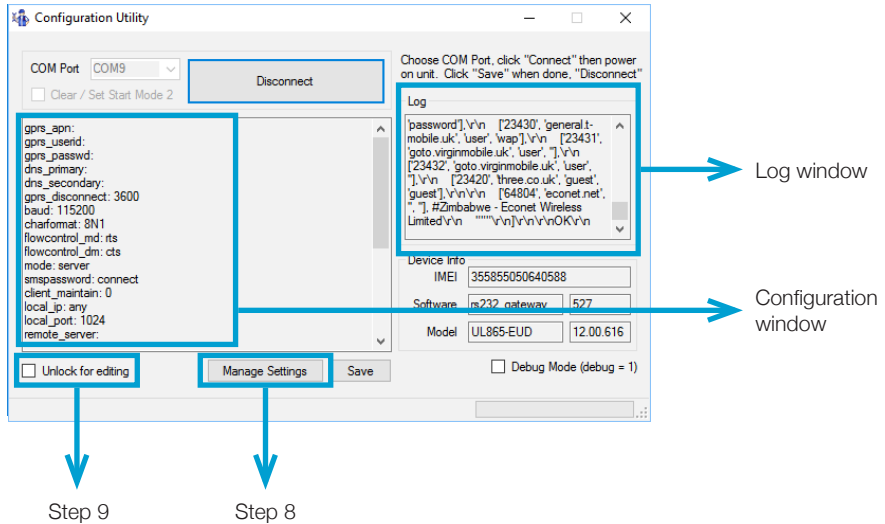 Configuration Utility
COM Port COM9
Clear / Set Start Mode 2
Disconnect
Choose COM Port, click "Connect" then power
on unit. Click "Save" when done, "Disconnect"
gprs_apn:
gprs_userid:
gprs_passwd:
dns_primary:
dns_secondary:
gprs_disconnect: 3600
baud: 115200
charformat: 8N1
flowcontrol_md: rts
flowcontrol_dm: cts
mode: server
smspassword: connect
client_maintain: 0
local_ip: any
local_port: 1024
remote_server:
Log
'password'],\r\n ['23430', 'general.t-
mobile.uk', 'user', 'wap'],\r\n ['23431',
'goto.virginmobile.uk', 'user', ''],\r\n
['23432', 'goto.virginmobile.uk', 'user',
''],\r\n ['23420', 'three.co.uk', 'guest',
'guest'],\r\n\r\n ['64804', 'econet.net',
'', ''], #Zimbabwe - Econet Wireless
Limited\r\n """\r\n]\r\n\r\nOK\r\n
Log window
Device Info
IMEI 355855050640588
Software rs232_gateway 527
Model UL865-EUD 12.00.616
Configuration
window
Unlock for editing
Manage Settings
Save
Debug Mode (debug = 1)
Step 9
Step 8